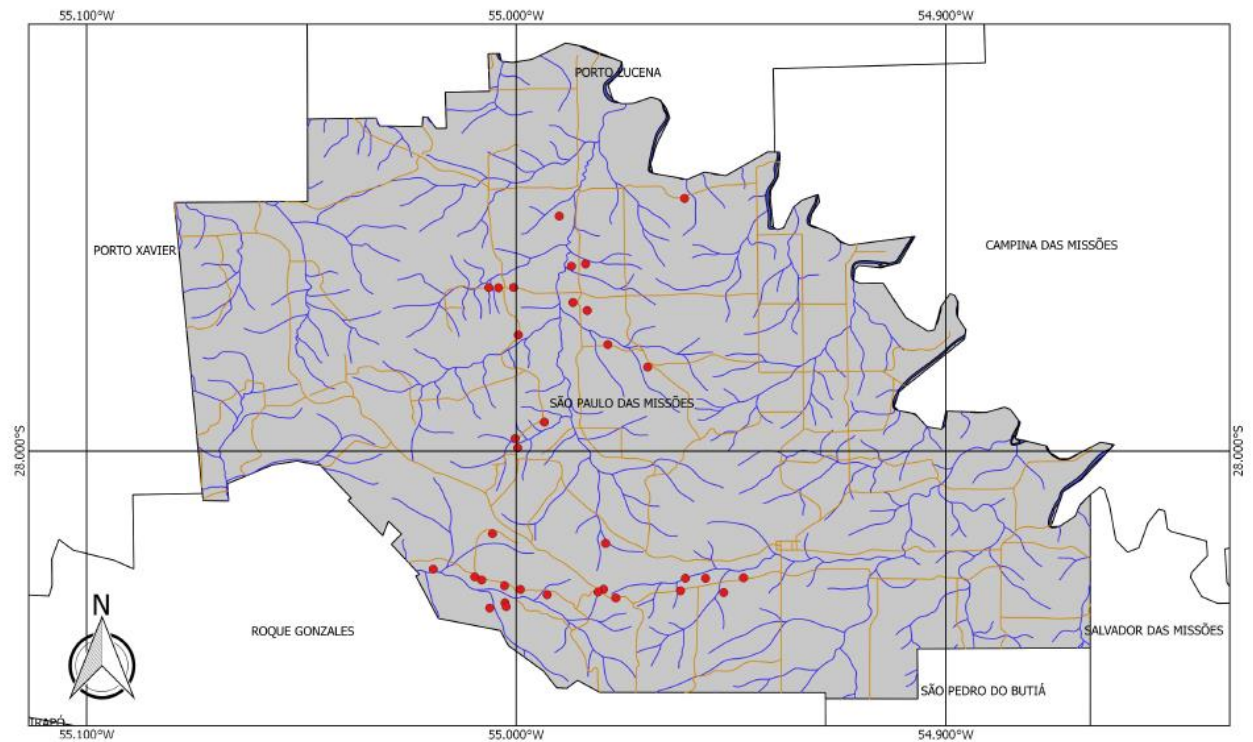 55.100°W
55.000°W
54.900°W
PORTO LUCENA
PORTO XAVIER
CAMPINA DAS MISSÕES
SÃO PAULO DAS MISSÕES
28.000°S
28.000°S
N
ROQUE GONZALES
SALVADOR DAS MISSÕES
SÃO PEDRO DO BUTIÁ
55.100°W
55.000°W
54.900°W